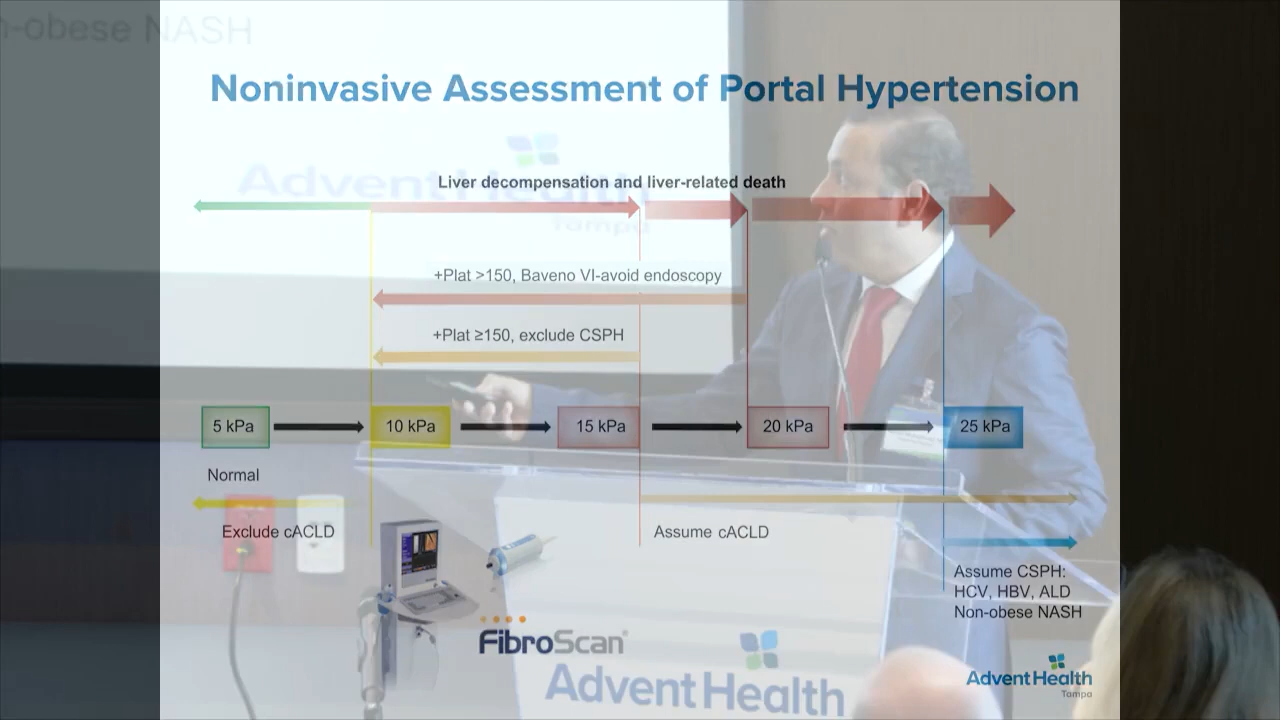 n-obese NASH
Noninvasive Assessment of Portal Hypertension
AdventHealth
Tampa
Liver decompensation and liver-related death
+Plat >150, Baveno VI-avoid endoscopy
+Plat ≥150, exclude CSPH
5 kPa
10 kPa
15 kPa
20 kPa
25 kPa
Normal
Exclude cACLD
Assume cACLD
Assume CSPH:
HCV, HBV, ALD
Non-obese NASH
FibroScan®
AdventHealth
AdventHealth
Tampa